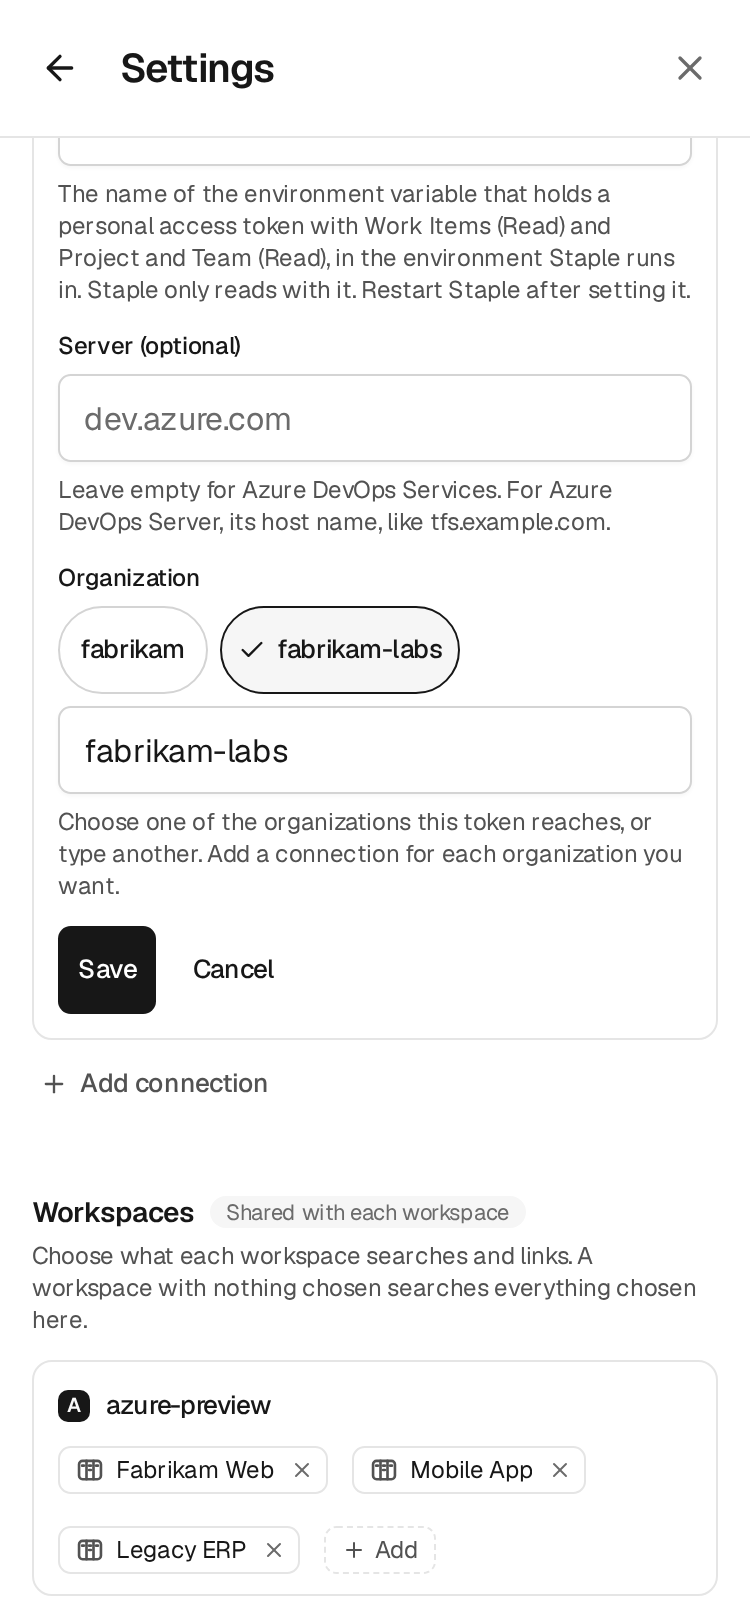 Settings
The name of the environment variable that holds a
personal access token with Work Items (Read) and
Project and Team (Read), in the environment Staple runs
in. Staple only reads with it. Restart Staple after setting it.
Server (optional)
dev.azure.com
Leave empty for Azure DevOps Services. For Azure
DevOps Server, its host name, like tfs.example.com.
Organization
fabrikam
fabrikam-labs
fabrikam-labs
Choose one of the organizations this token reaches, or
type another. Add a connection for each organization you
want.
Save
Cancel
Add connection
Workspaces
Shared with each workspace
Choose what each workspace searches and links. A
workspace with nothing chosen searches everything chosen
here.
A
azure-preview
Fabrikam Web
Mobile App
Legacy ERP
Add